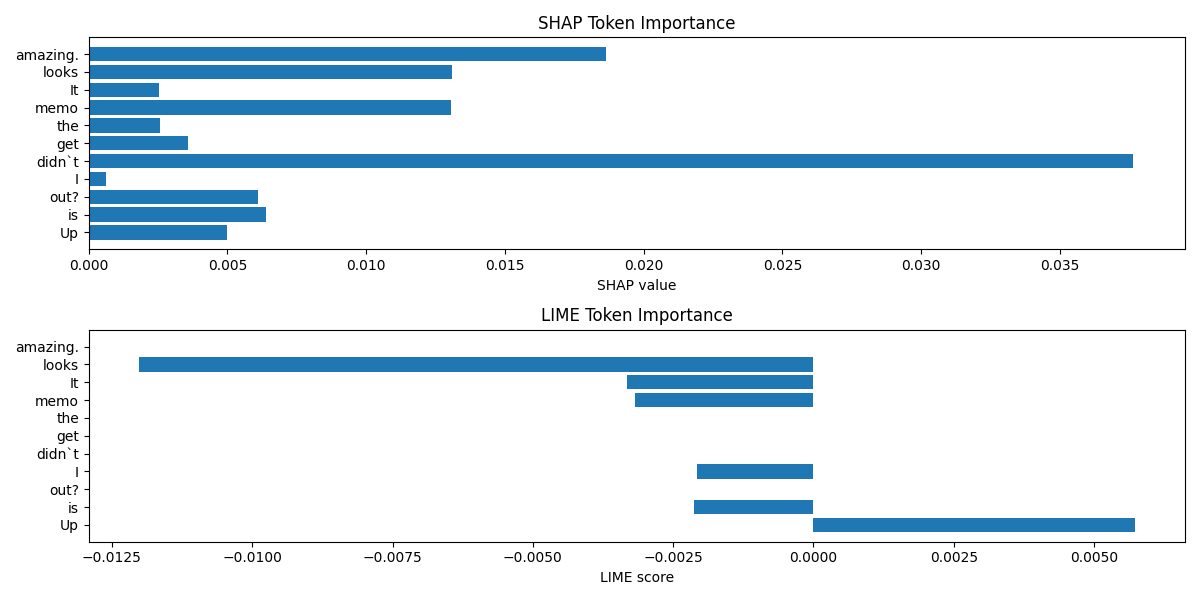 SHAP Token Importance
amazing.
looks
It
memo
the
get
didn`t
I
out?
is
Up
0.000 0.005 0.010 0.015 0.020 0.025 0.030 0.035
SHAP value
LIME Token Importance
amazing.
looks
It
memo
the
get
didn`t
I
out?
is
Up
−0.0125 −0.0100 −0.0075 −0.0050 −0.0025 0.0000 0.0025 0.0050
LIME score